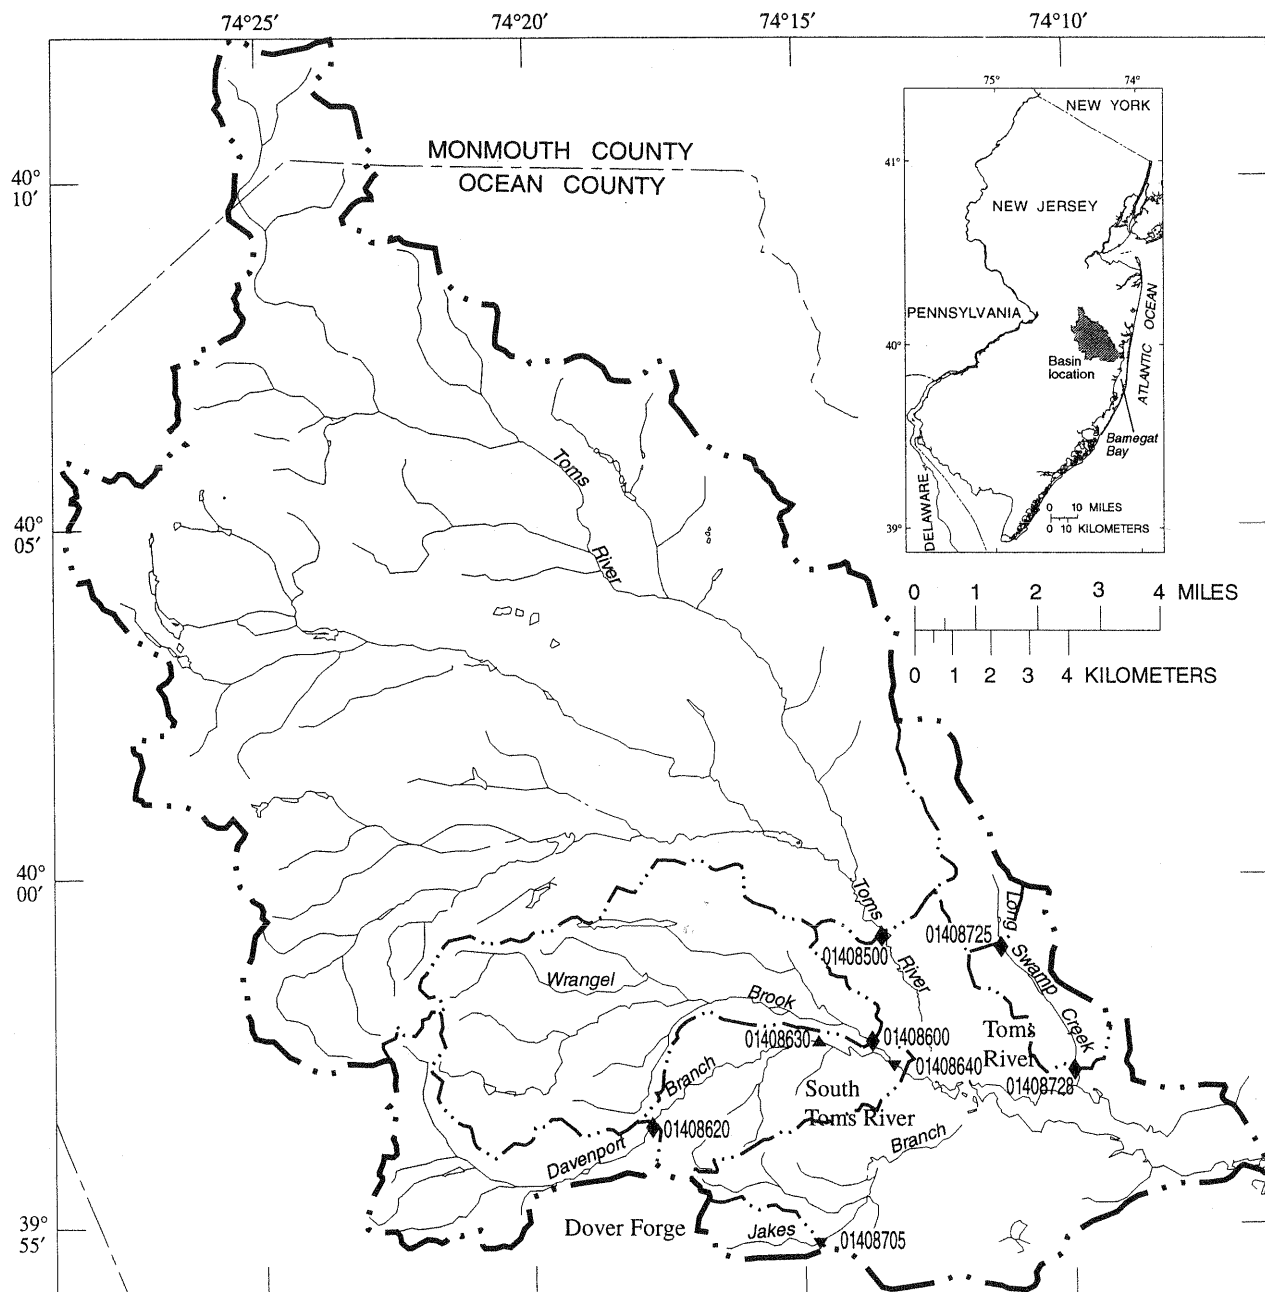 74°25′
74°20′
74°15′
74°10′
75°
74°
NEW YORK
MONMOUTH COUNTY
OCEAN COUNTY
40°
10′
41°
NEW JERSEY
PENNSYLVANIA
ATLANTIC OCEAN
40°
Basin
location
Barnegat
Bay
DELAWARE
0 10 MILES
0 10 KILOMETERS
39°
Toms
River
40°
05′
0 1 2 3 4 MILES
0 1 2 3 4 KILOMETERS
40°
00′
Toms
River
Long
Swamp
Creek
01408725
01408500
Wrangel
Brook
01408630
01408600
01408640
Toms
River
01408728
Branch
South
Toms River
01408620
Davenport
Branch
39°
55′
Dover Forge
Jakes
01408705